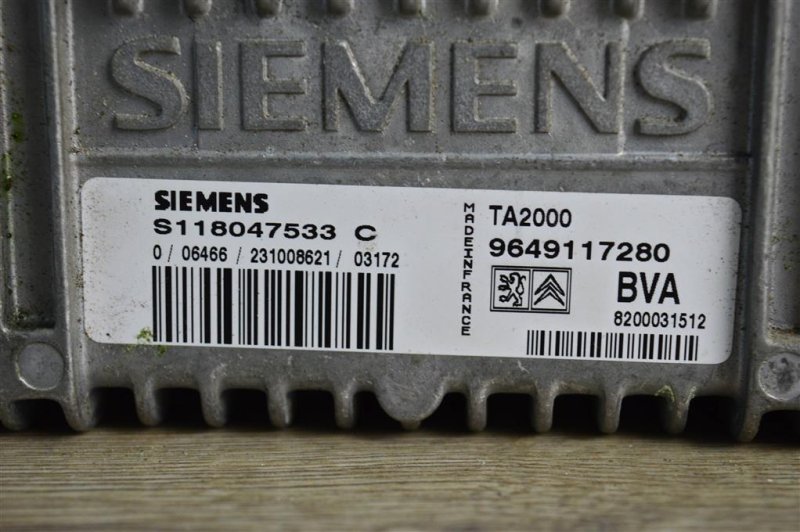 SIEMENS
SIEMENS
S118047533 C
0 / 06466 / 231008621 / 03172
MADEINFRANCE
TA2000
9649117280
BVA
8200031512